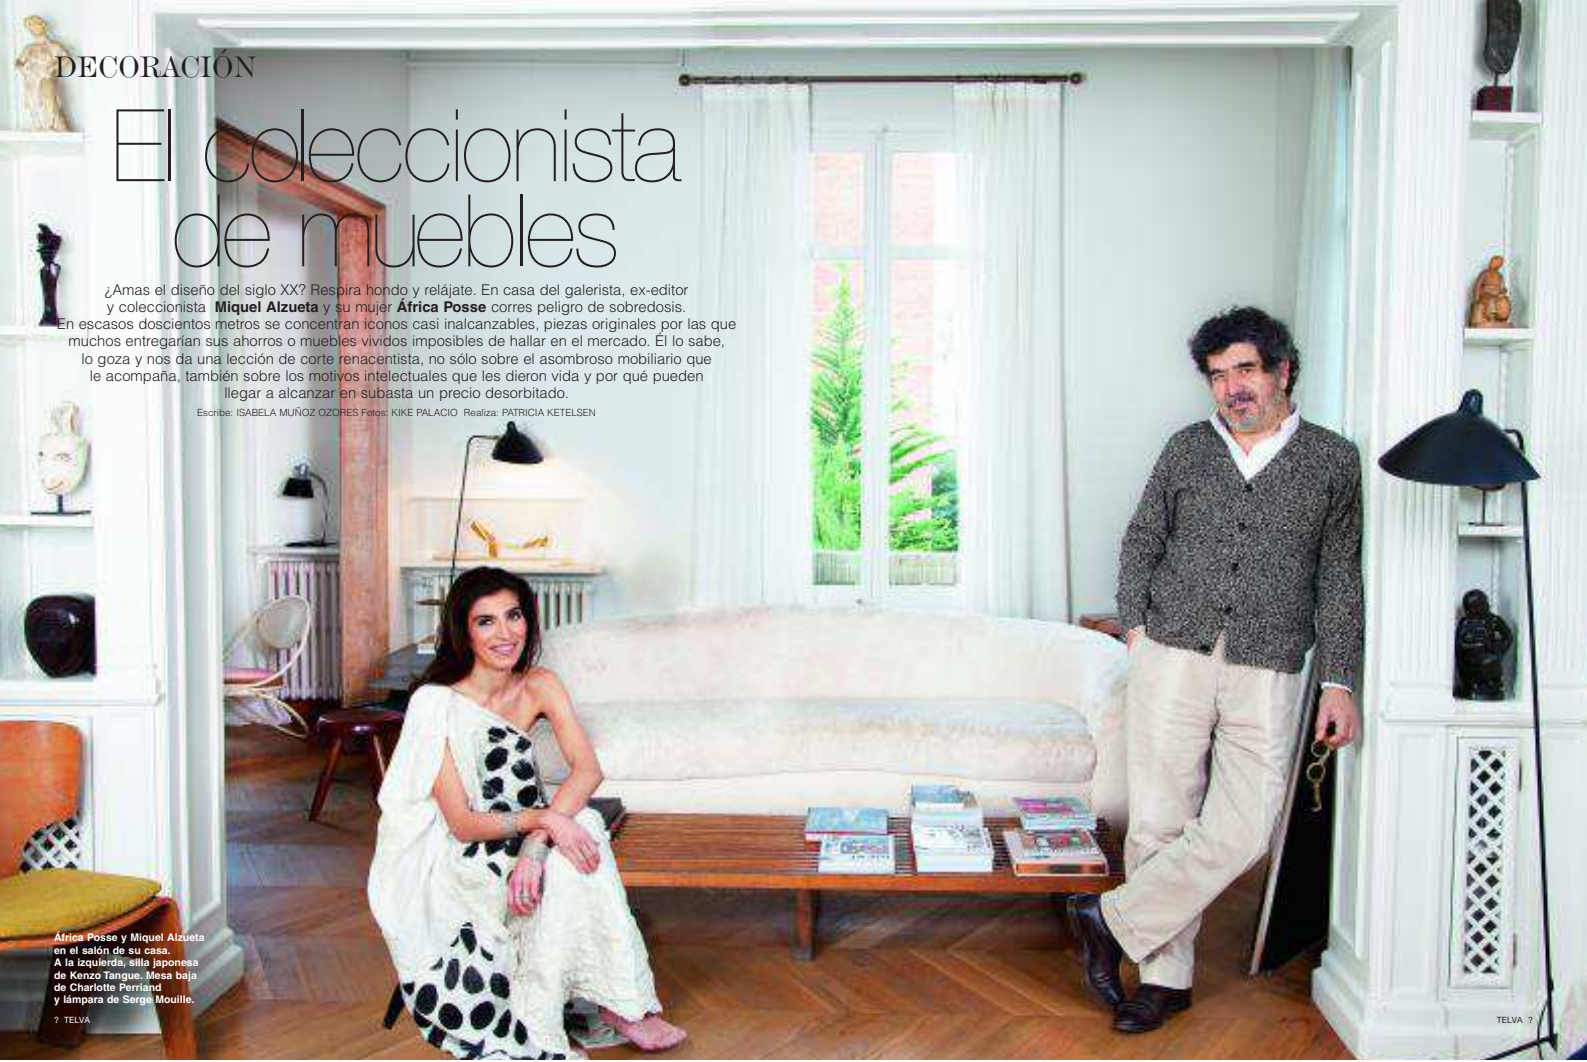 DECORACIÓN
El coleccionista
de muebles
¿Amas el diseño del siglo XX? Respira hondo y relájate. En casa del galerista, ex-editor
y coleccionista Miquel Alzueta y su mujer África Posse corres peligro de sobredosis.
En escasos doscientos metros se concentran iconos casi inalcanzables, piezas originales por las que
muchos entregarían sus ahorros o muebles vividos imposibles de hallar en el mercado. Él lo sabe,
lo goza y nos da una lección de corte renacentista, no sólo sobre el asombroso mobiliario que
le acompaña, también sobre los motivos intelectuales que les dieron vida y por qué pueden
llegar a alcanzar en subasta un precio desorbitado.
Escribe: ISABELA MUÑOZ OZORES Fotos: KIKE PALACIO Realiza: PATRICIA KETELSEN
África Posse y Miquel Alzueta
en el salón de su casa.
A la izquierda, silla japonesa
de Kenzo Tangue. Mesa baja
de Charlotte Perriand
y lámpara de Serge Mouille.
? TELVA
TELVA ?